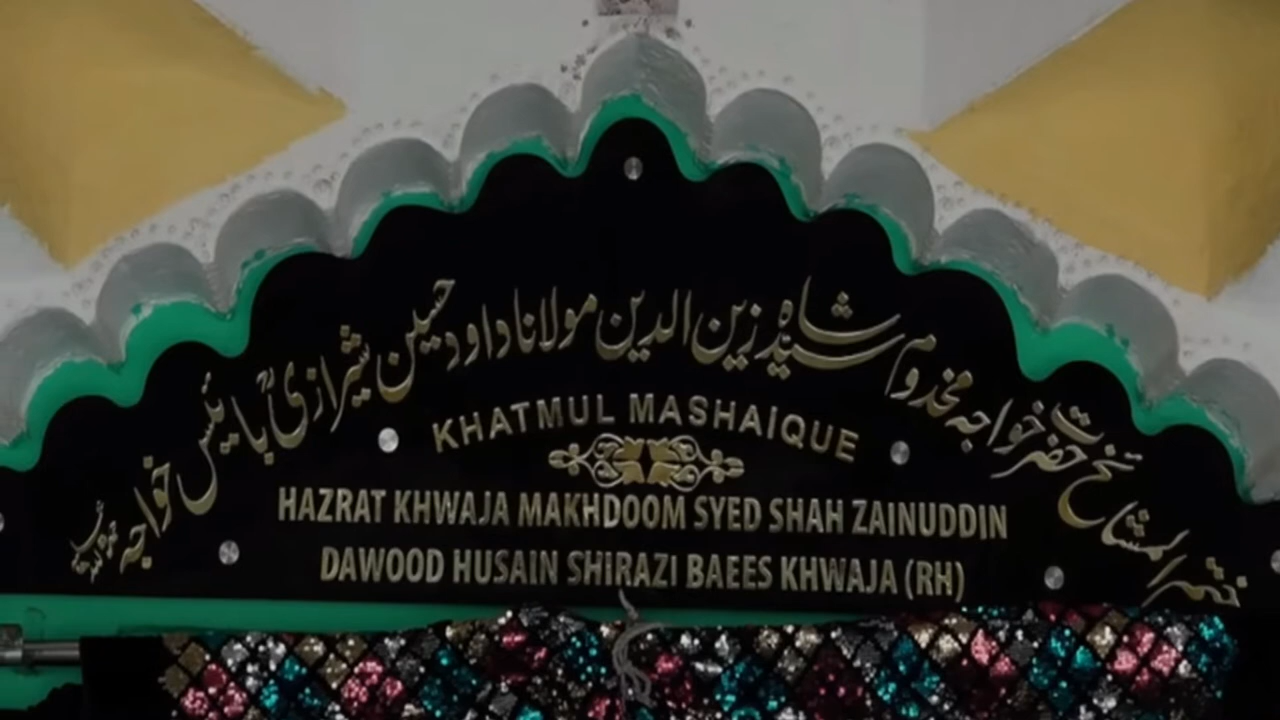 ختم المشائخ حضرت خواجہ مخدوم سید شاہ زین الدین مولانا داود حسین شیرازی بائیس خواجہ
KHATMUL MASHAIQUE
HAZRAT KHWAJA MAKHDOOM SYED SHAH ZAINUDDIN
DAWOOD HUSAIN SHIRAZI BAEES KHWAJA (RH)